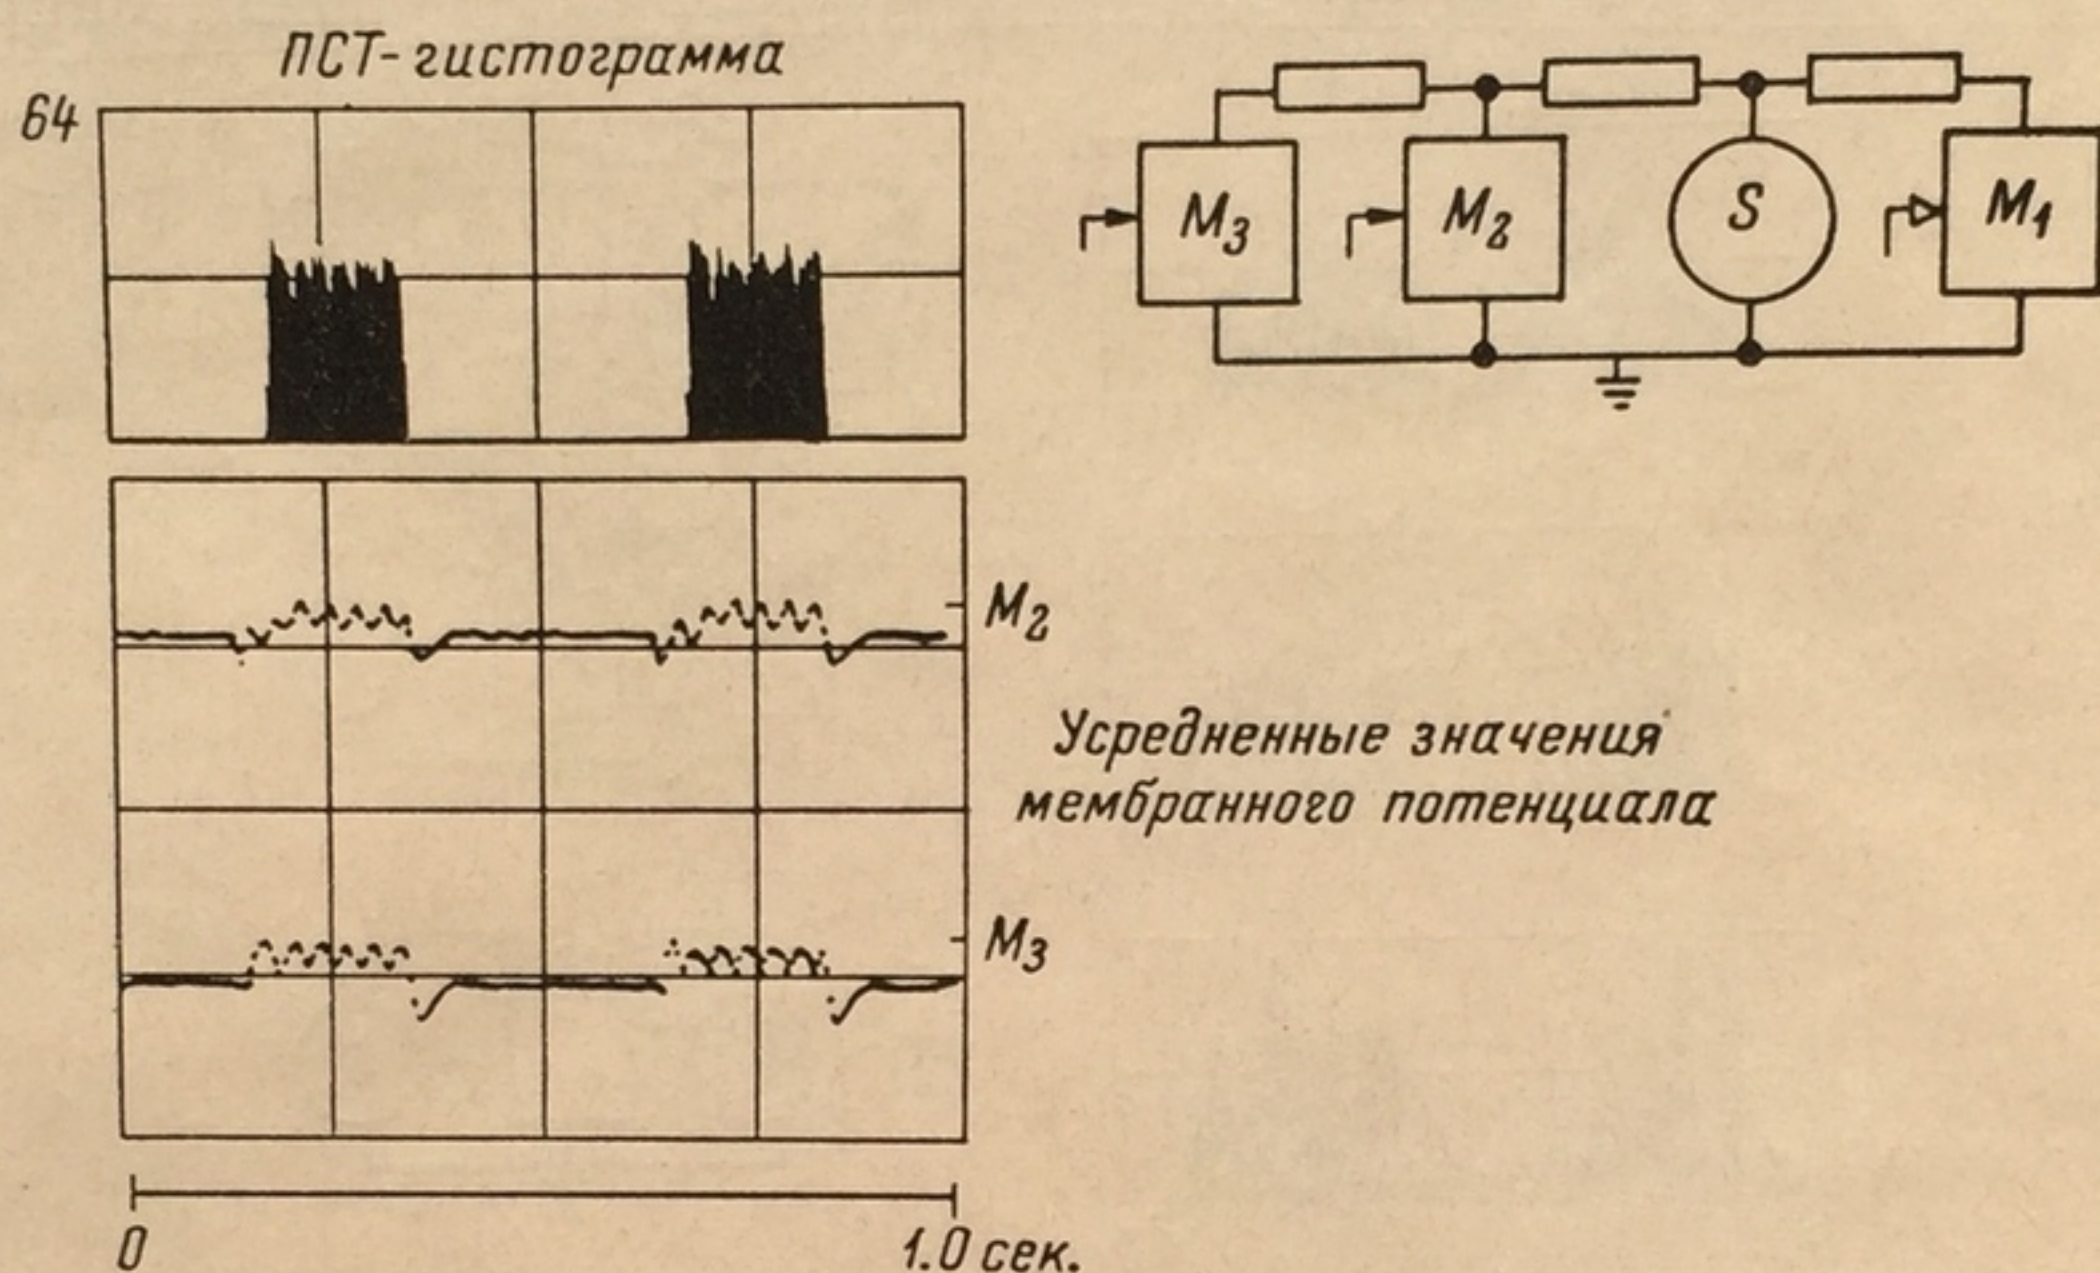 ПСТ-гистограмма
64
M3
M2
S
M1
M2
Усредненные значения
мембранного потенциала
M3
0
1.0 сек.